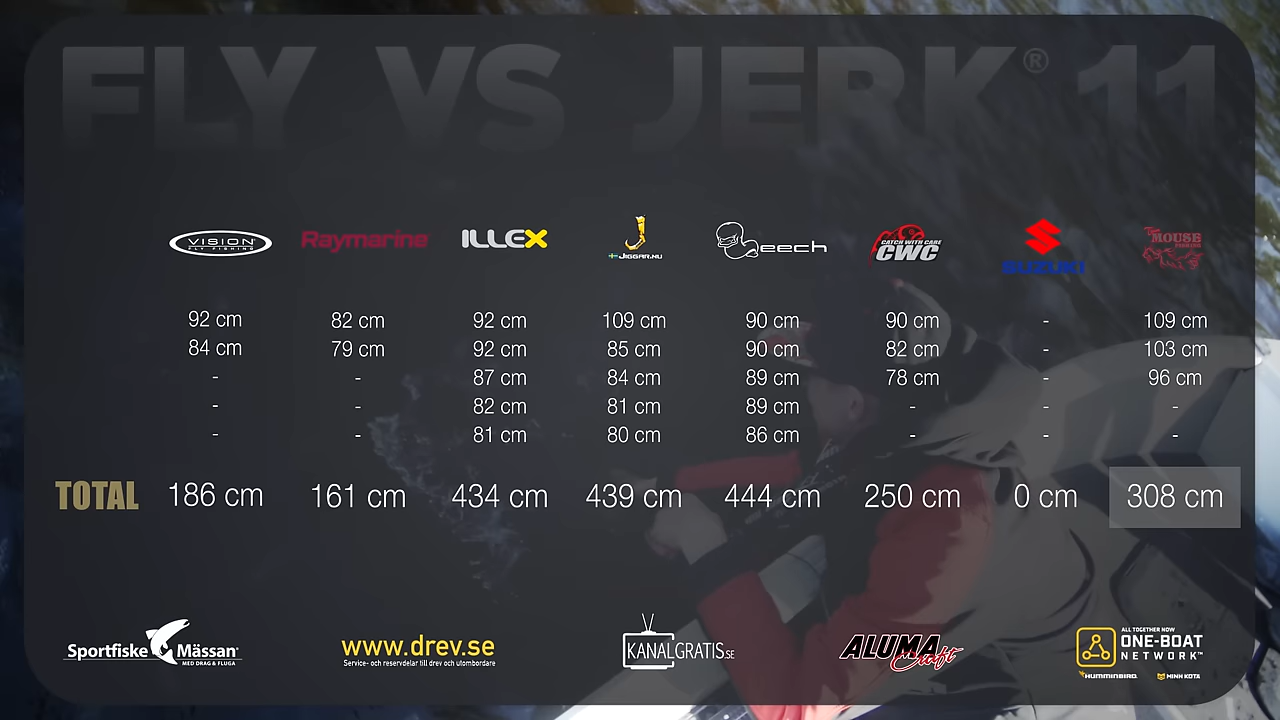 FLY VS JERK® 11
VISION
FLY FISHING
Raymarine
ILLEX
JIGGAR.NU
eech
CATCH WITH CARE
CWC
SUZUKI
THE MOUSE
FISHING
92 cm 82 cm 92 cm 109 cm 90 cm 90 cm - 109 cm
84 cm 79 cm 92 cm 85 cm 90 cm 82 cm - 103 cm
- - 87 cm 84 cm 89 cm 78 cm - 96 cm
- - 82 cm 81 cm 89 cm - - -
- - 81 cm 80 cm 86 cm - - -
TOTAL 186 cm 161 cm 434 cm 439 cm 444 cm 250 cm 0 cm 308 cm
Sportfiske Mässan
MED DRAG & FLUGA
www.drev.se
Service- och reservdelar till drev och utombordare
KANALGRATIS.SE
ALUMA
Craft
ALL TOGETHER NOW
ONE-BOAT
NETWORK™
HUMMINBIRD. MINN KOTA